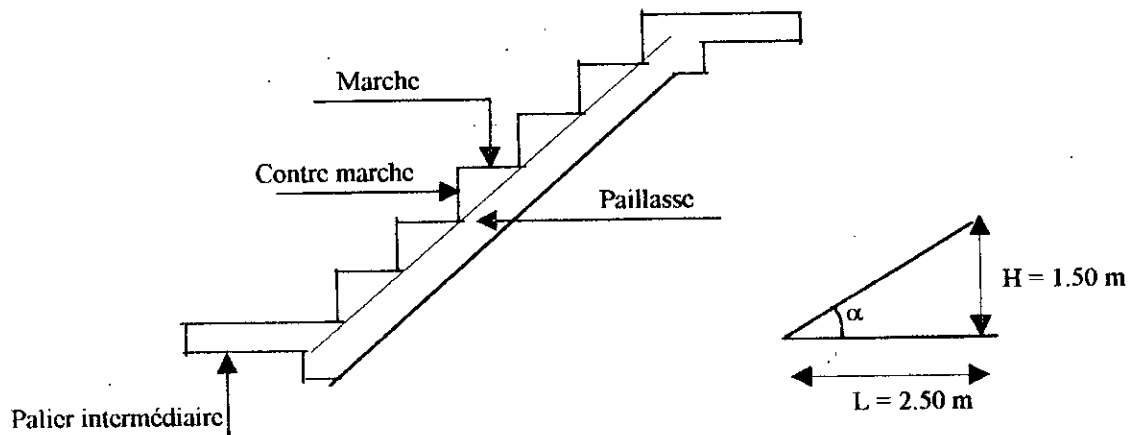 Marche
Contre marche
Paillasse
H = 1.50 m
α
L = 2.50 m
Palier intermédiaire